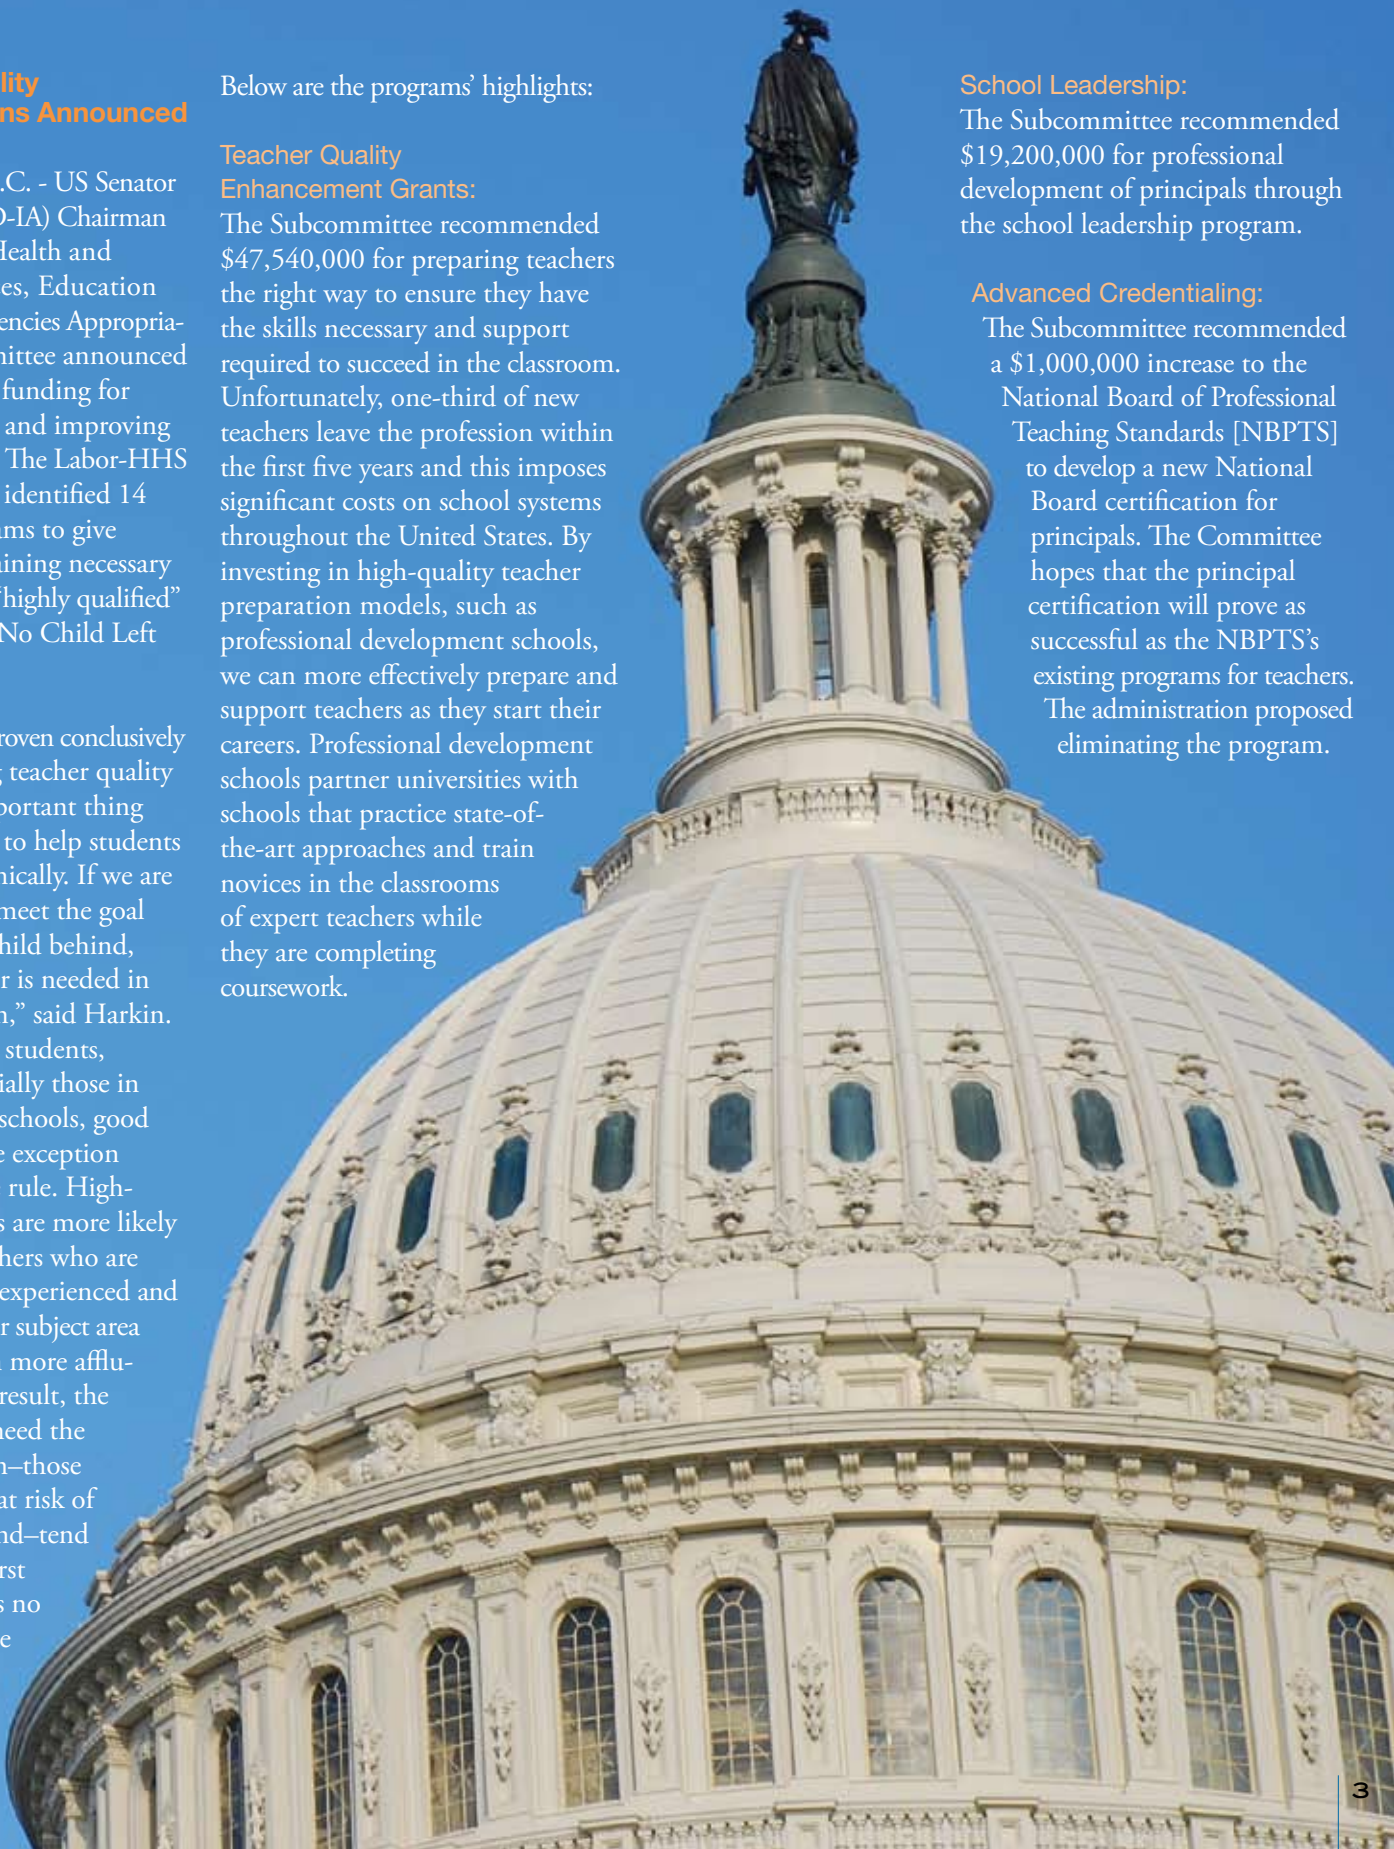 lity
ns Announced
.C. - US Senator
D-IA) Chairman
Health and
es, Education
encies Appropria-
mittee announced
funding for
and improving
The Labor-HHS
identified 14
ams to give
aining necessary
“highly qualified”
No Child Left
roven conclusively
g teacher quality
portant thing
to help students
mically. If we are
meet the goal
child behind,
r is needed in
m,” said Harkin.
students,
ially those in
schools, good
e exception
rule. High-
s are more likely
hers who are
experienced and
r subject area
n more afflu-
result, the
need the
n–those
at risk of
nd–tend
rst
s no
e
Below are the programs’ highlights:
Teacher Quality
Enhancement Grants:
The Subcommittee recommended
$47,540,000 for preparing teachers
the right way to ensure they have
the skills necessary and support
required to succeed in the classroom.
Unfortunately, one-third of new
teachers leave the profession within
the first five years and this imposes
significant costs on school systems
throughout the United States. By
investing in high-quality teacher
preparation models, such as
professional development schools,
we can more effectively prepare and
support teachers as they start their
careers. Professional development
schools partner universities with
schools that practice state-of-
the-art approaches and train
novices in the classrooms
of expert teachers while
they are completing
coursework.
School Leadership:
The Subcommittee recommended
$19,200,000 for professional
development of principals through
the school leadership program.
Advanced Credentialing:
The Subcommittee recommended
a $1,000,000 increase to the
National Board of Professional
Teaching Standards [NBPTS]
to develop a new National
Board certification for
principals. The Committee
hopes that the principal
certification will prove as
successful as the NBPTS’s
existing programs for teachers.
The administration proposed
eliminating the program.
3